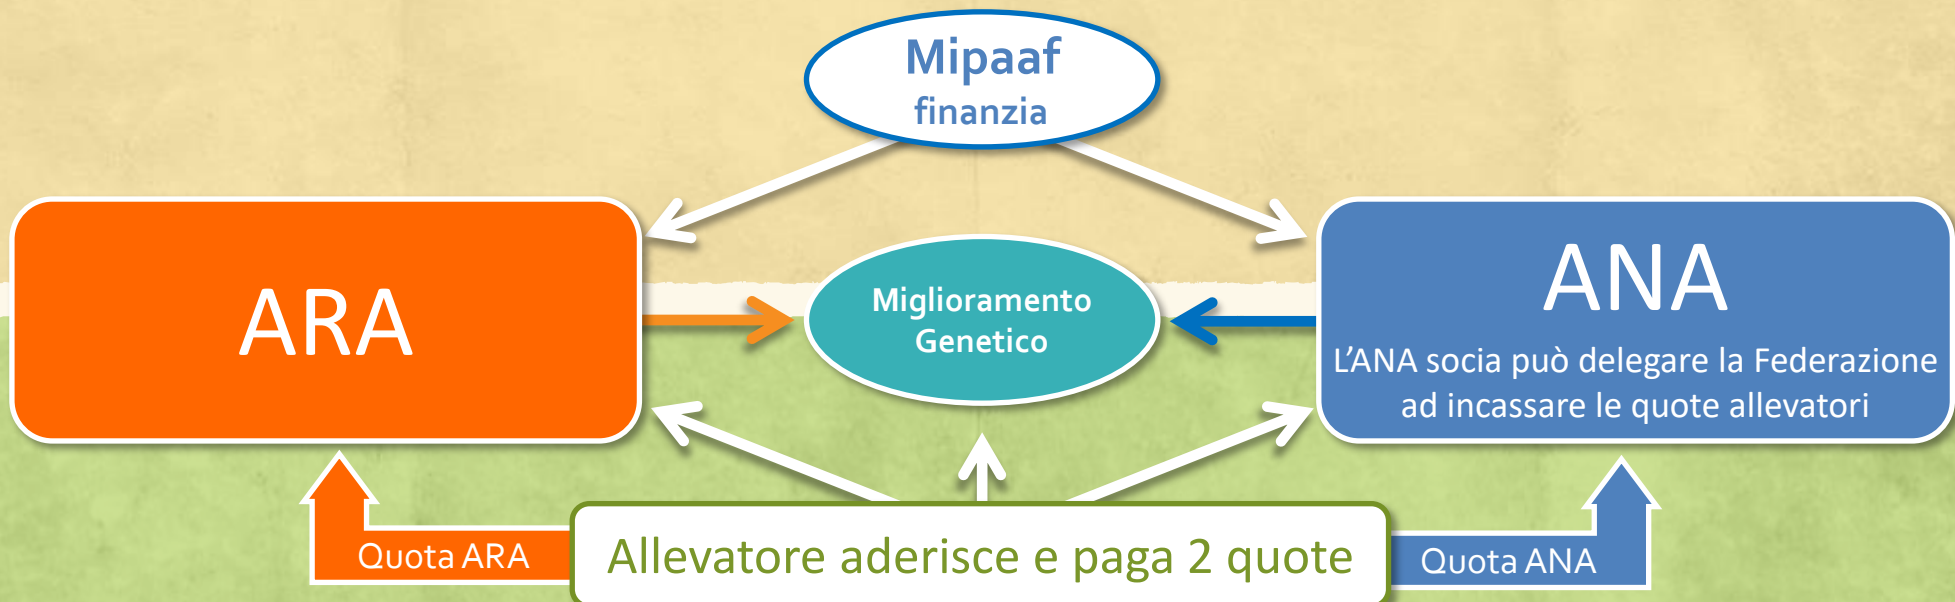 Mipaaf
finanzia
ARA
Miglioramento
Genetico
ANA
L'ANA socia può delegare la Federazione
ad incassare le quote allevatori
Quota ARA
Allevatore aderisce e paga 2 quote
Quota ANA